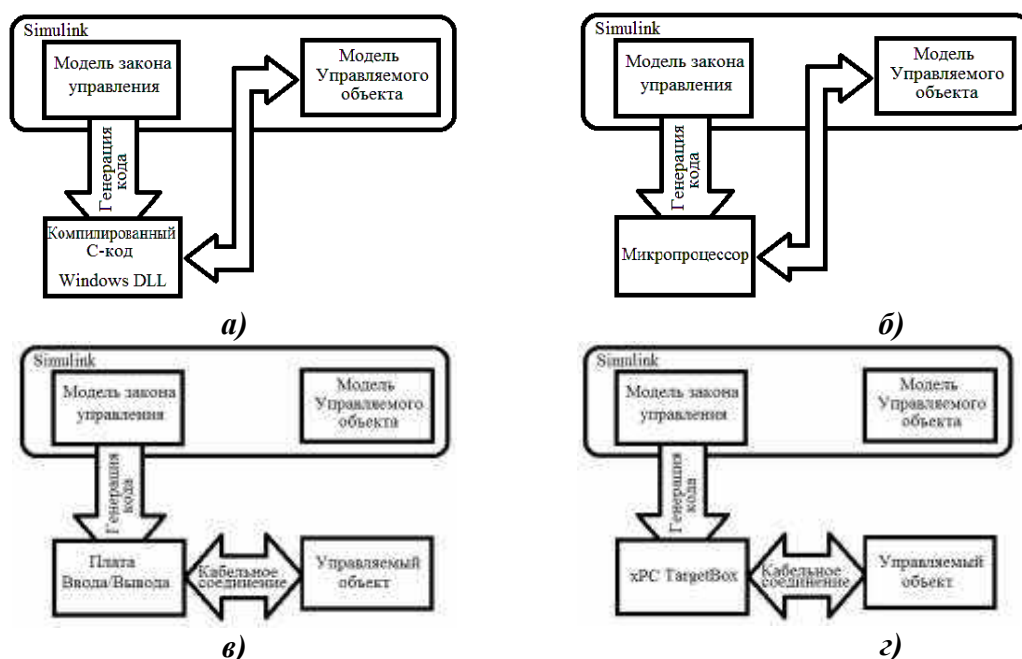 Simulink
Модель закона
управления
Модель
Управляемого
объекта
Генерация
кода
Компилированный
С-код
Windows DLL
а)
Simulink
Модель закона
управления
Модель
Управляемого
объекта
Генерация
кода
Микропроцессор
б)
Simulink
Модель закона
управления
Модель
Управляемого
объекта
Генерация
кода
Плата
Ввода/Вывода
Кабельное
соединение
Управляемый
объект
в)
Simulink
Модель закона
управления
Модель
Управляемого
объекта
Генерация
кода
xPC TargetBox
Кабельное
соединение
Управляемый
объект
г)